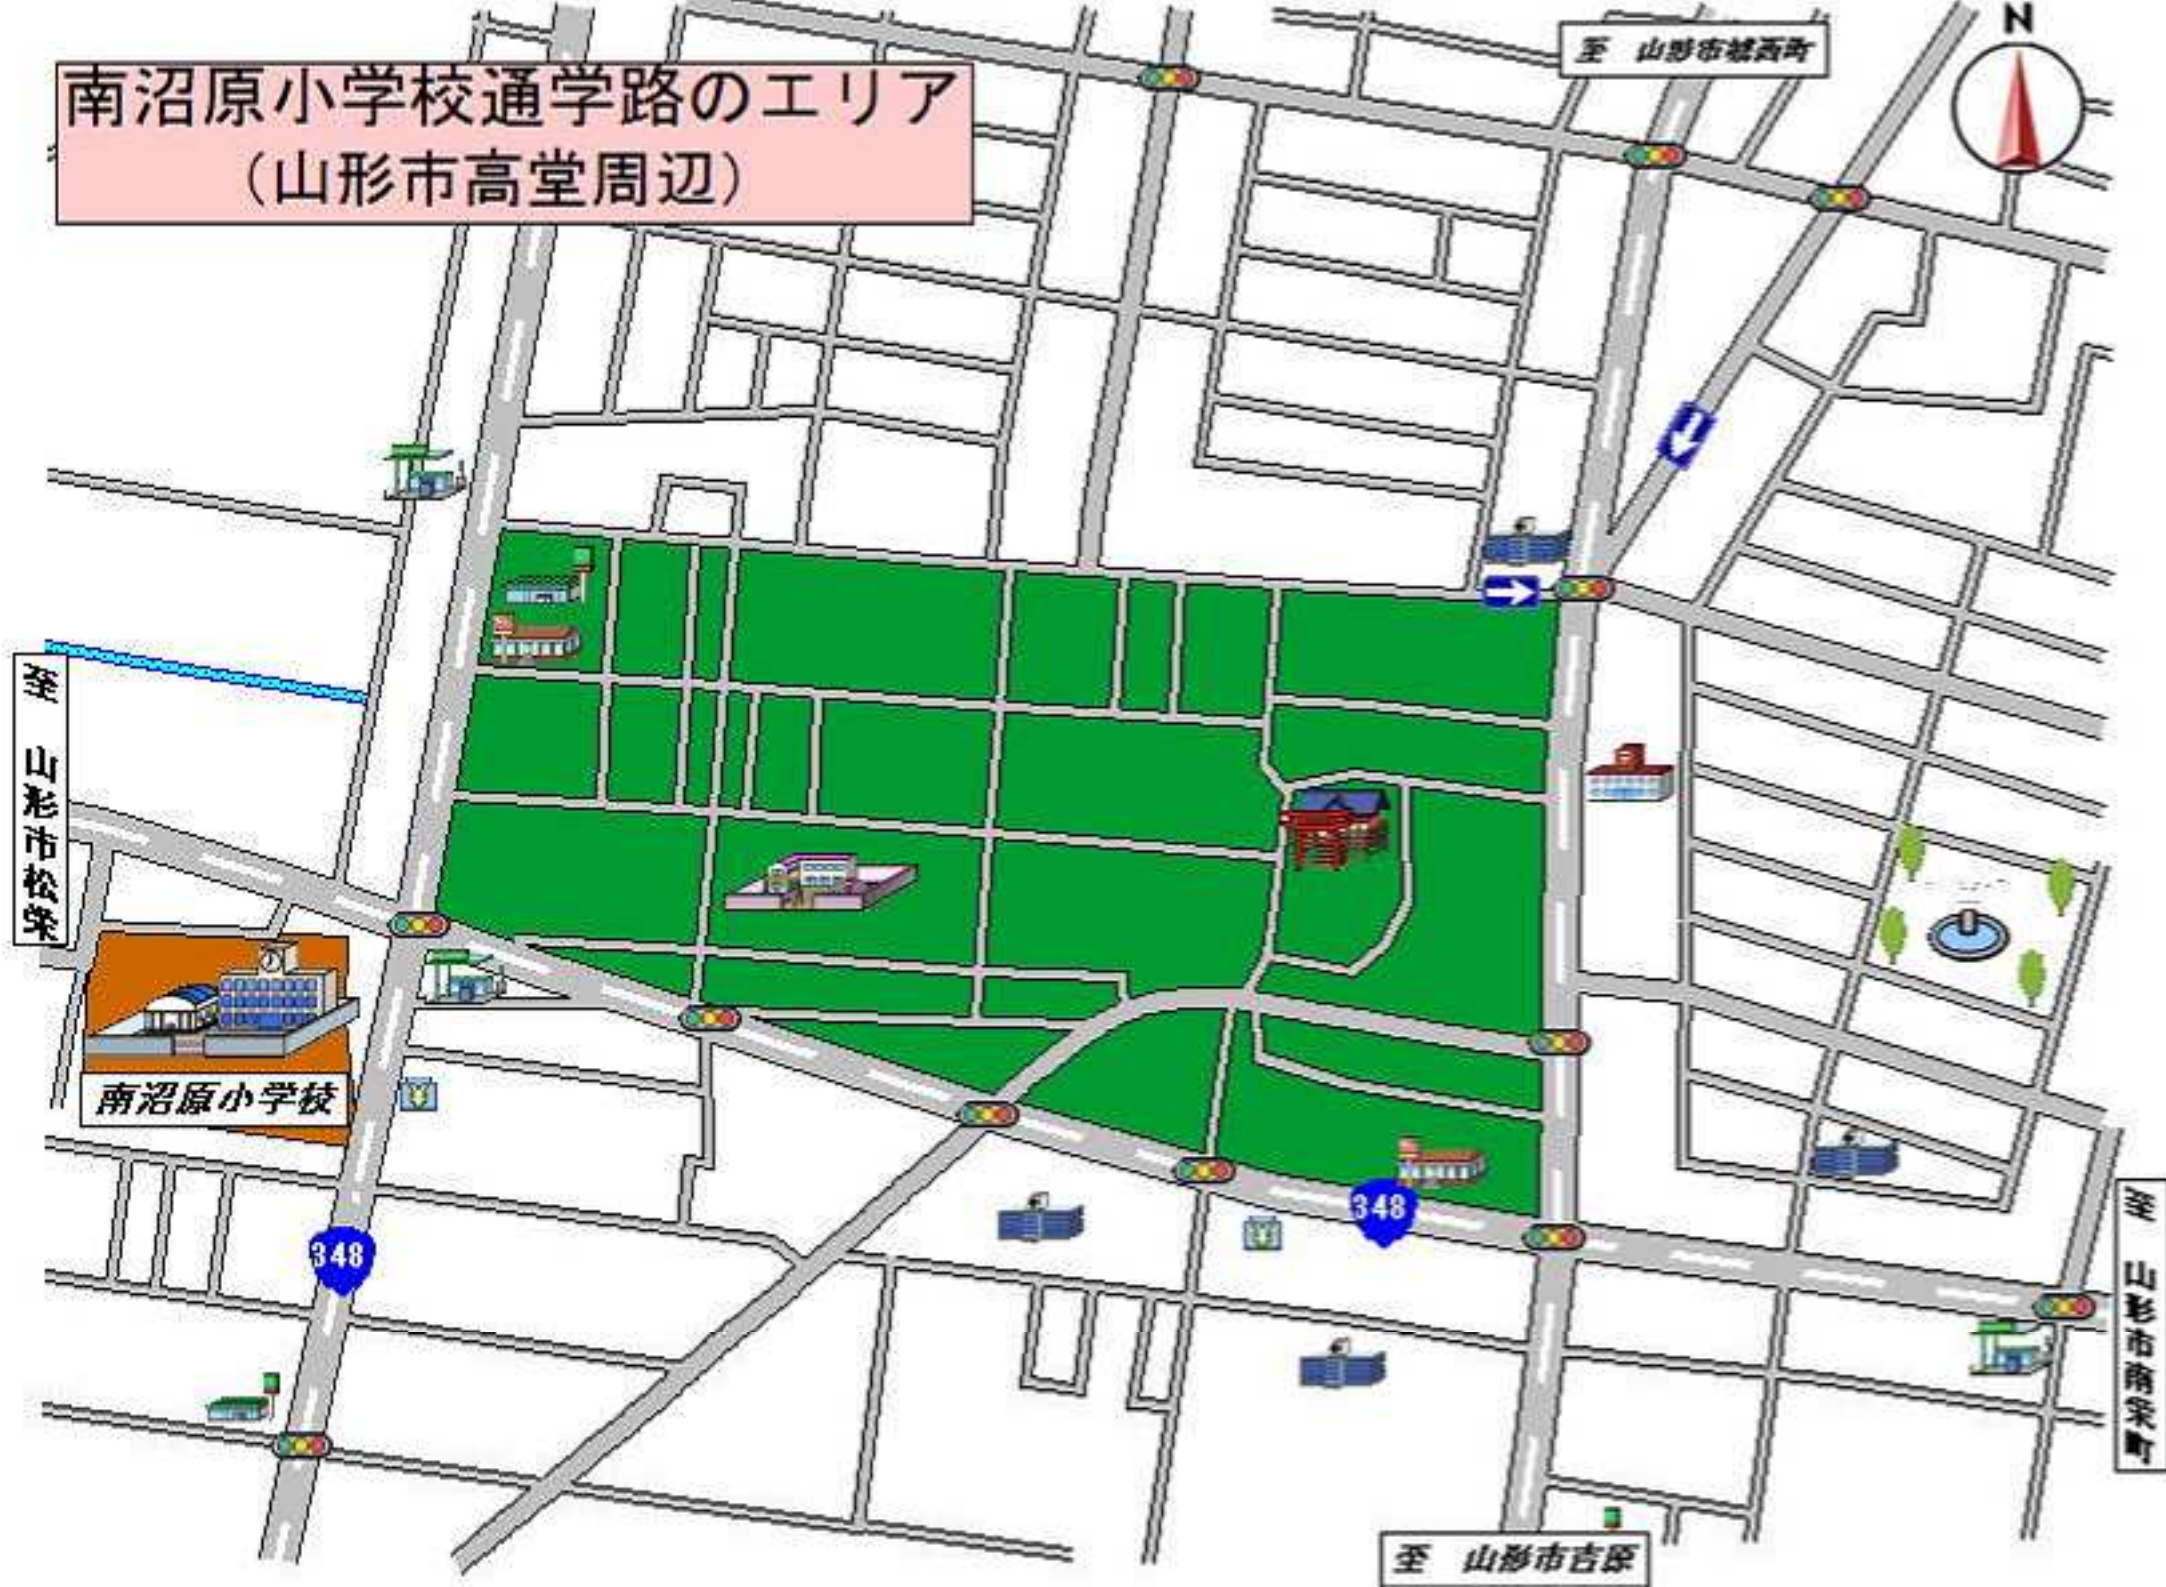 南沼原小学校通学路のエリア
（山形市高堂周辺）
至 山形市城西町
N
至 山形市松栄
南沼原小学校
348
348
至 山形市南栄町
至 山形市吉原